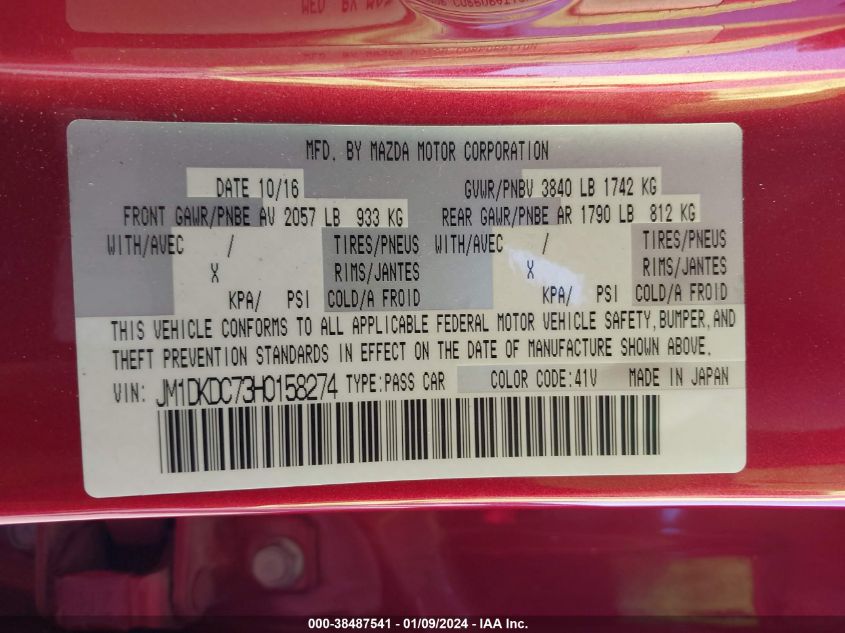 MFD. BY MAZDA MOTOR CORPORATION
DATE 10/16 GVWR/PNBV 3840 LB 1742 KG
FRONT GAWR/PNBE AV 2057 LB 933 KG REAR GAWR/PNBE AR 1790 LB 812 KG
WITH/AVEC / TIRES/PNEUS WITH/AVEC / TIRES/PNEUS
X RIMS/JANTES X RIMS/JANTES
KPA/ PSI COLD/A FROID KPA/ PSI COLD/A FROID
THIS VEHICLE CONFORMS TO ALL APPLICABLE FEDERAL MOTOR VEHICLE SAFETY, BUMPER, AND
THEFT PREVENTION STANDARDS IN EFFECT ON THE DATE OF MANUFACTURE SHOWN ABOVE.
VIN: JM1DKDC73H0158274 TYPE:PASS CAR COLOR CODE:41V MADE IN JAPAN
000-38487541 - 01/09/2024 - IAA Inc.